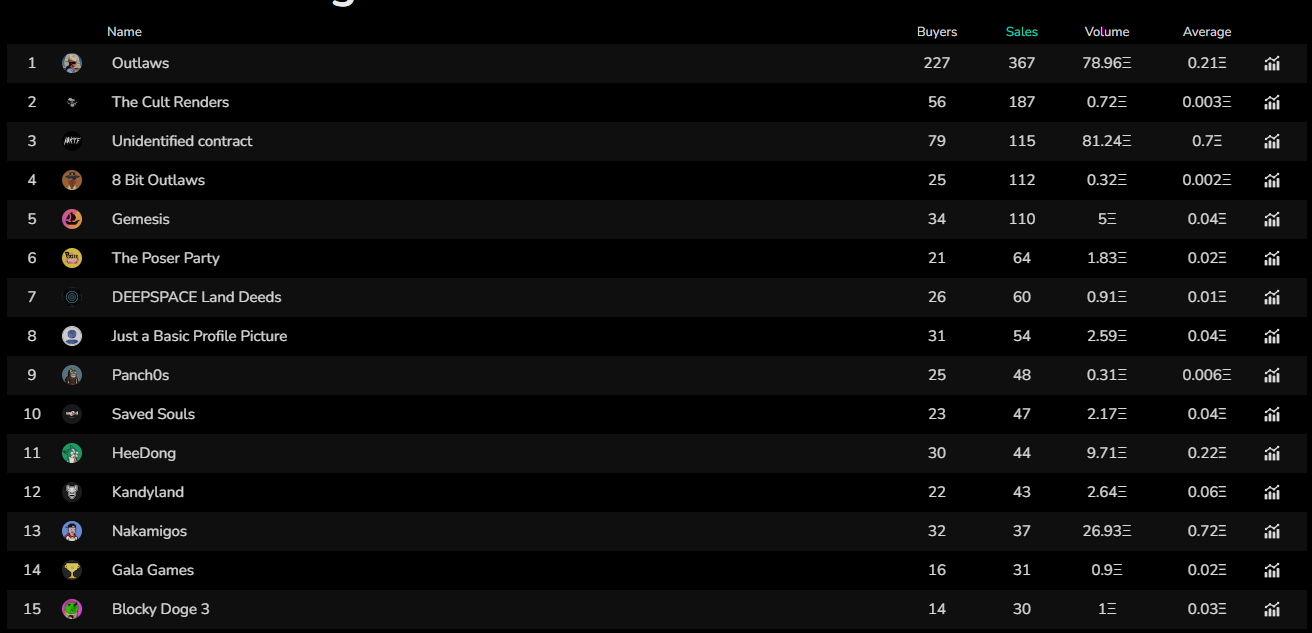 Name Buyers Sales Volume Average
1 Outlaws 227 367 78.96Ξ 0.21Ξ
2 The Cult Renders 56 187 0.72Ξ 0.003Ξ
3 Unidentified contract 79 115 81.24Ξ 0.7Ξ
4 8 Bit Outlaws 25 112 0.32Ξ 0.002Ξ
5 Gemesis 34 110 5Ξ 0.04Ξ
6 The Poser Party 21 64 1.83Ξ 0.02Ξ
7 DEEPSPACE Land Deeds 26 60 0.91Ξ 0.01Ξ
8 Just a Basic Profile Picture 31 54 2.59Ξ 0.04Ξ
9 Panch0s 25 48 0.31Ξ 0.006Ξ
10 Saved Souls 23 47 2.17Ξ 0.04Ξ
11 HeeDong 30 44 9.71Ξ 0.22Ξ
12 Kandyland 22 43 2.64Ξ 0.06Ξ
13 Nakamigos 32 37 26.93Ξ 0.72Ξ
14 Gala Games 16 31 0.9Ξ 0.02Ξ
15 Blocky Doge 3 14 30 1Ξ 0.03Ξ